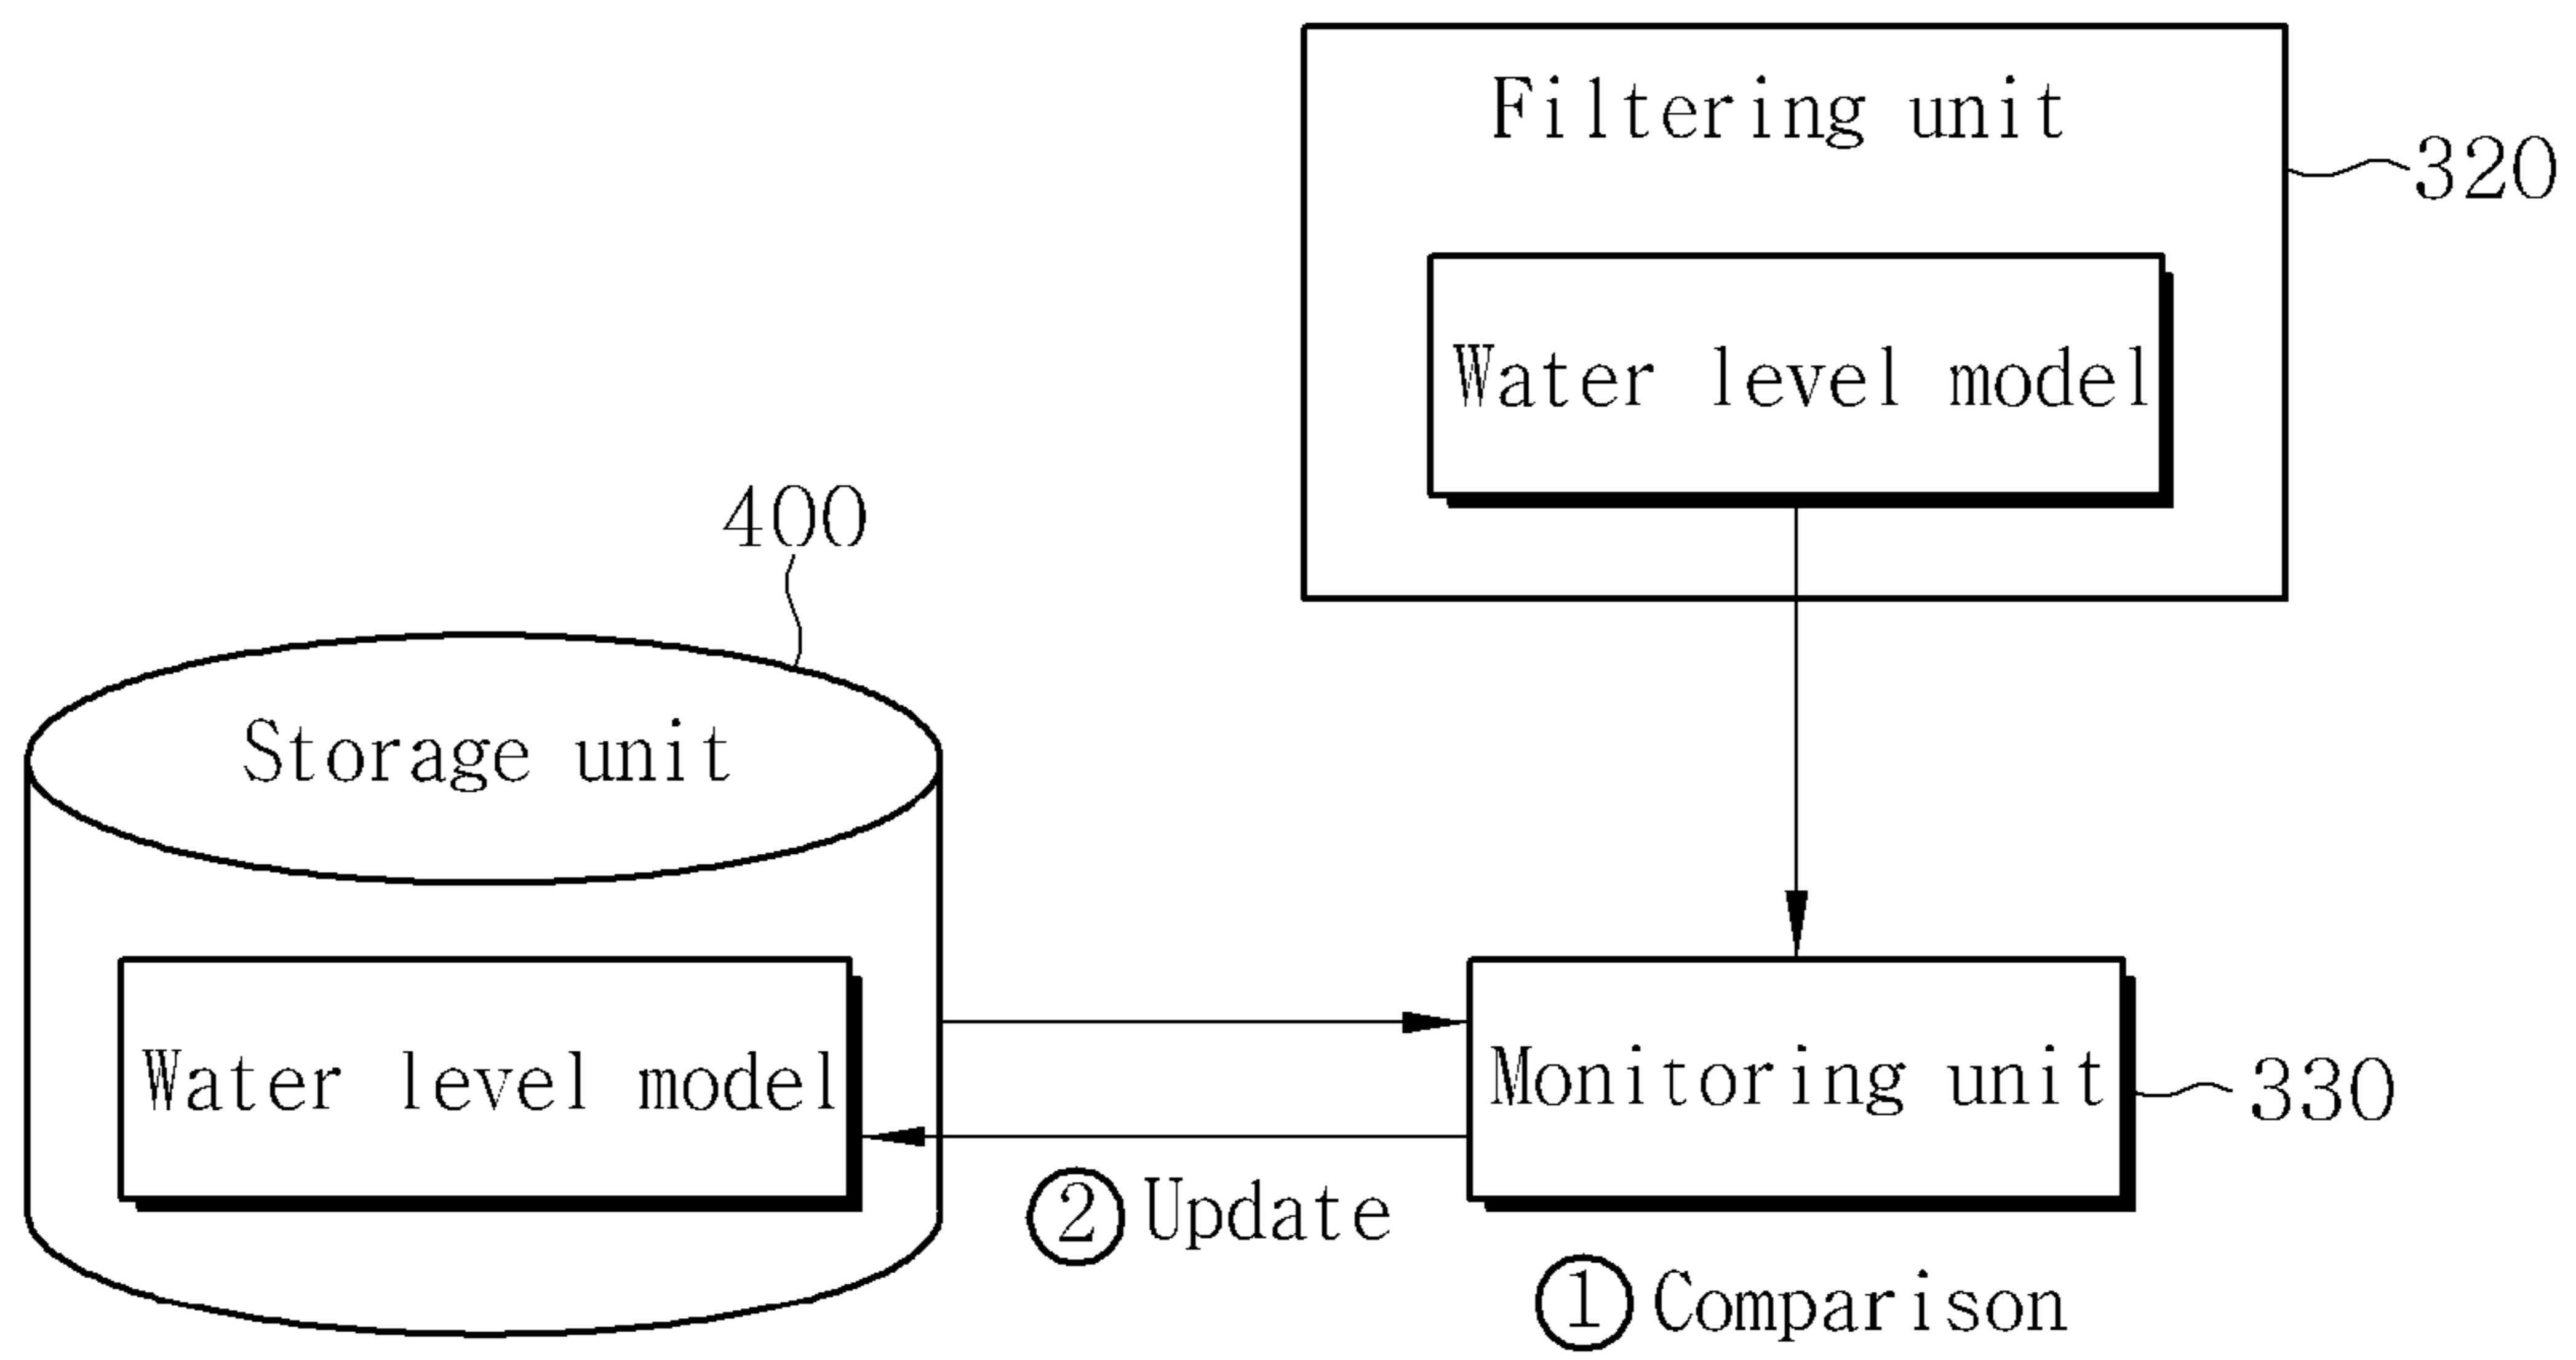 Filtering unit
320
Water level model
400
Storage unit
Water level model
Monitoring unit
330
② Update
① Comparison